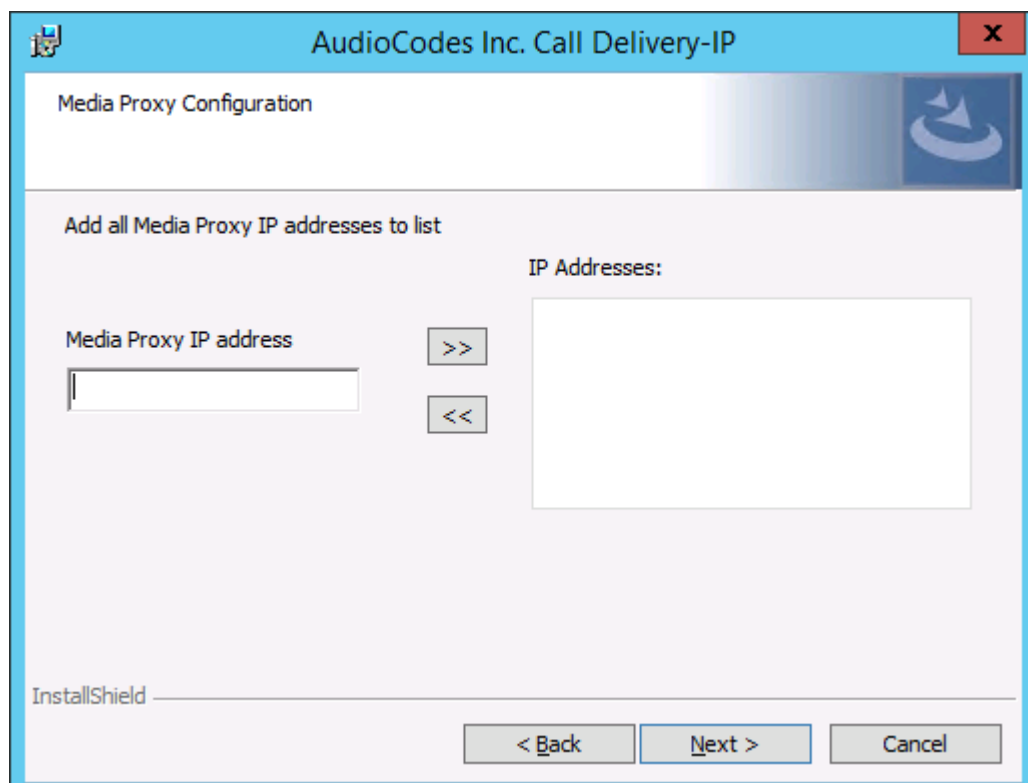 AudioCodes Inc. Call Delivery-IP
x
Media Proxy Configuration
Add all Media Proxy IP addresses to list
IP Addresses:
Media Proxy IP address
>>
<<
InstallShield
< Back
Next >
Cancel